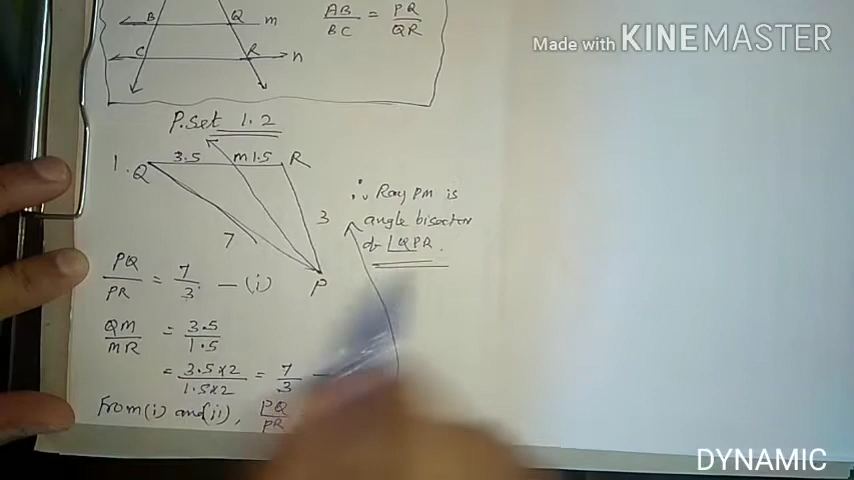 Made with KINEMASTER
B Q m
AB/BC = PQ/QR
C R n
P.Set 1.2
1. Q 3.5 M 1.5 R
7 3
P
∴ Ray PM is
angle bisector
of ∠QPR.
PQ/PR = 7/3 — (i)
QM/MR = 3.5/1.5
= 3.5×2/1.5×2 = 7/3 —
From (i) and (ii), PQ/PR
DYNAMIC